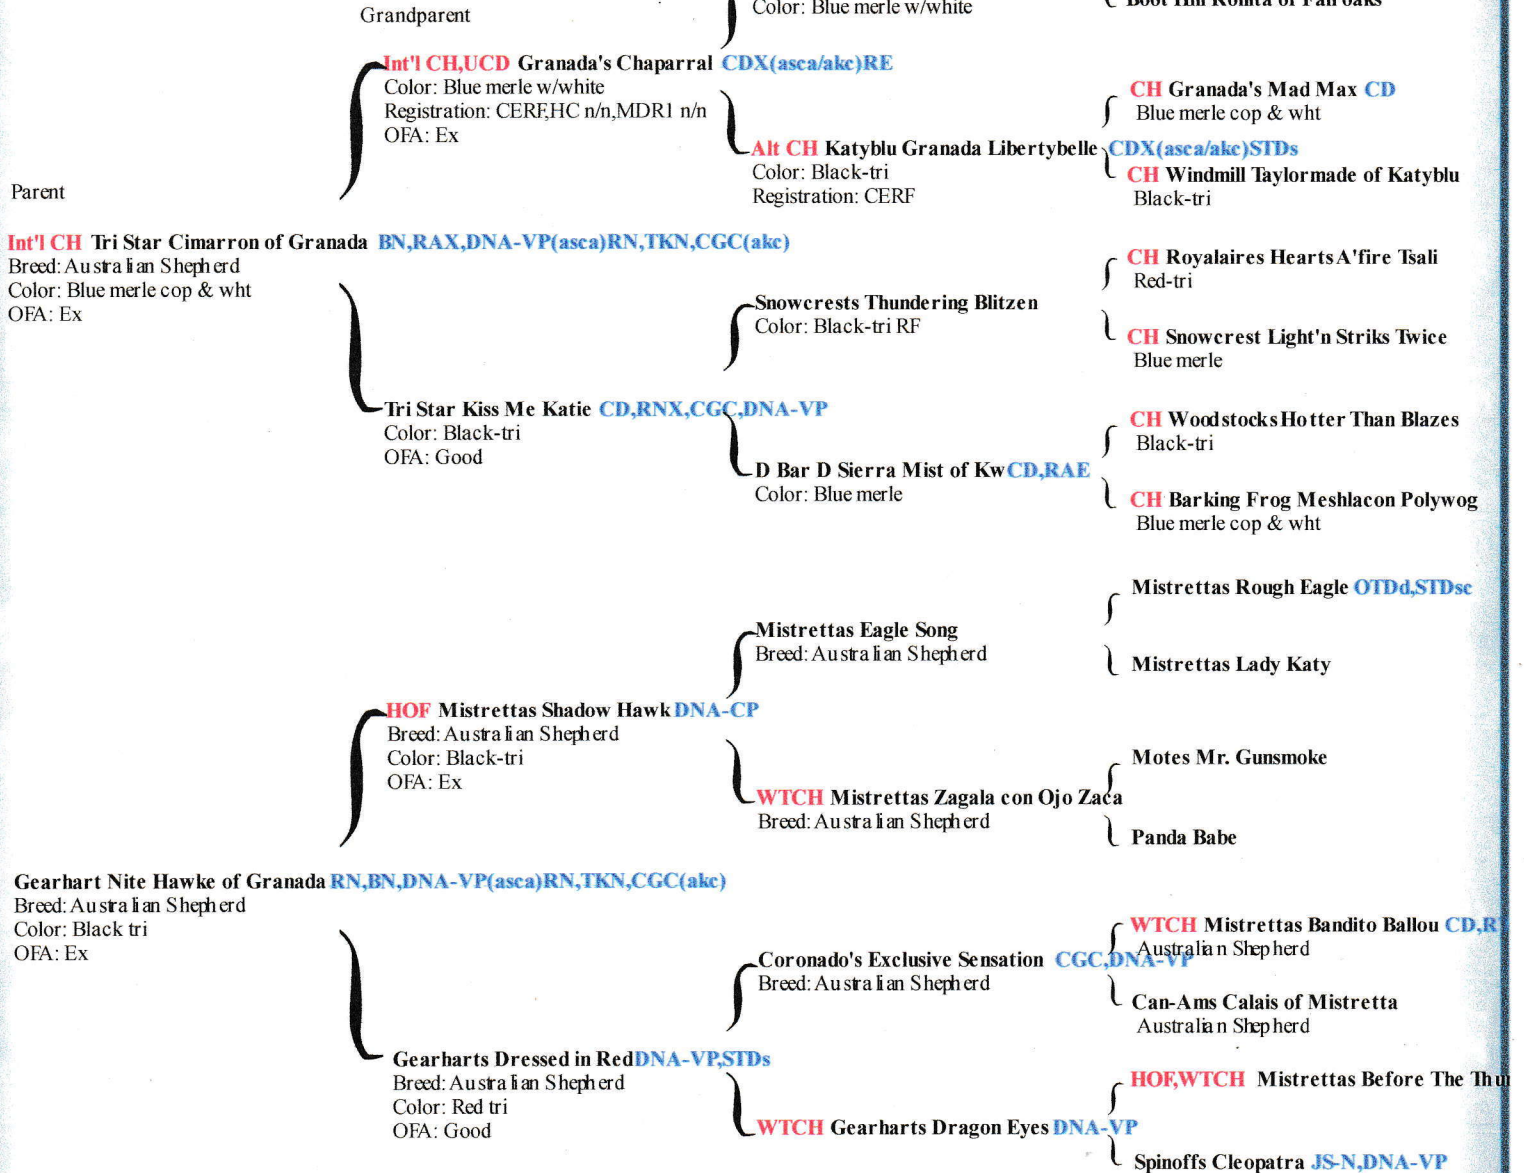 Grandparent
Color: Blue merle w/white
Int'l CH,UCD Granada's Chaparral CDX(asca/akc)RE
Color: Blue merle w/white
Registration: CERF,HC n/n,MDR1 n/n
OFA: Ex
CH Granada's Mad Max CD
Blue merle cop & wht
Alt CH Katyblu Granada Libertybelle CDX(asca/akc)STDs
Color: Black-tri
Registration: CERF
CH Windmill Taylormade of Katyblu
Black-tri
Parent
Int'l CH Tri Star Cimarron of Granada BN,RAX,DNA-VP(asca)RN,TKN,CGC(akc)
Breed: Australian Shepherd
Color: Blue merle cop & wht
OFA: Ex
CH Royalaires Hearts A'fire Tsali
Red-tri
Snowcrests Thundering Blitzen
Color: Black-tri RF
CH Snowcrest Light'n Striks Twice
Blue merle
Tri Star Kiss Me Katie CD,RNX,CGC,DNA-VP
Color: Black-tri
OFA: Good
CH Woodstocks Hotter Than Blazes
Black-tri
D Bar D Sierra Mist of Kw CD,RAE
Color: Blue merle
CH Barking Frog Meshlacon Polywog
Blue merle cop & wht
Mistrettas Rough Eagle OTDd,STDsc
Mistrettas Eagle Song
Breed: Australian Shepherd
Mistrettas Lady Katy
HOF Mistrettas Shadow Hawk DNA-CP
Breed: Australian Shepherd
Color: Black-tri
OFA: Ex
Motes Mr. Gunsmoke
WTCH Mistrettas Zagala con Ojo Zaca
Breed: Australian Shepherd
Panda Babe
Gearhart Nite Hawke of Granada RN,BN,DNA-VP(asca)RN,TKN,CGC(akc)
Breed: Australian Shepherd
Color: Black tri
OFA: Ex
WTCH Mistrettas Bandito Ballou CD,R
Australian Shepherd
Coronado's Exclusive Sensation CGC,DNA-VP
Breed: Australian Shepherd
Can-Ams Calais of Mistretta
Australian Shepherd
Gearharts Dressed in Red DNA-VP,STDs
Breed: Australian Shepherd
Color: Red tri
OFA: Good
HOF,WTCH Mistrettas Before The Thu
WTCH Gearharts Dragon Eyes DNA-VP
Spinoffs Cleopatra JS-N,DNA-VP